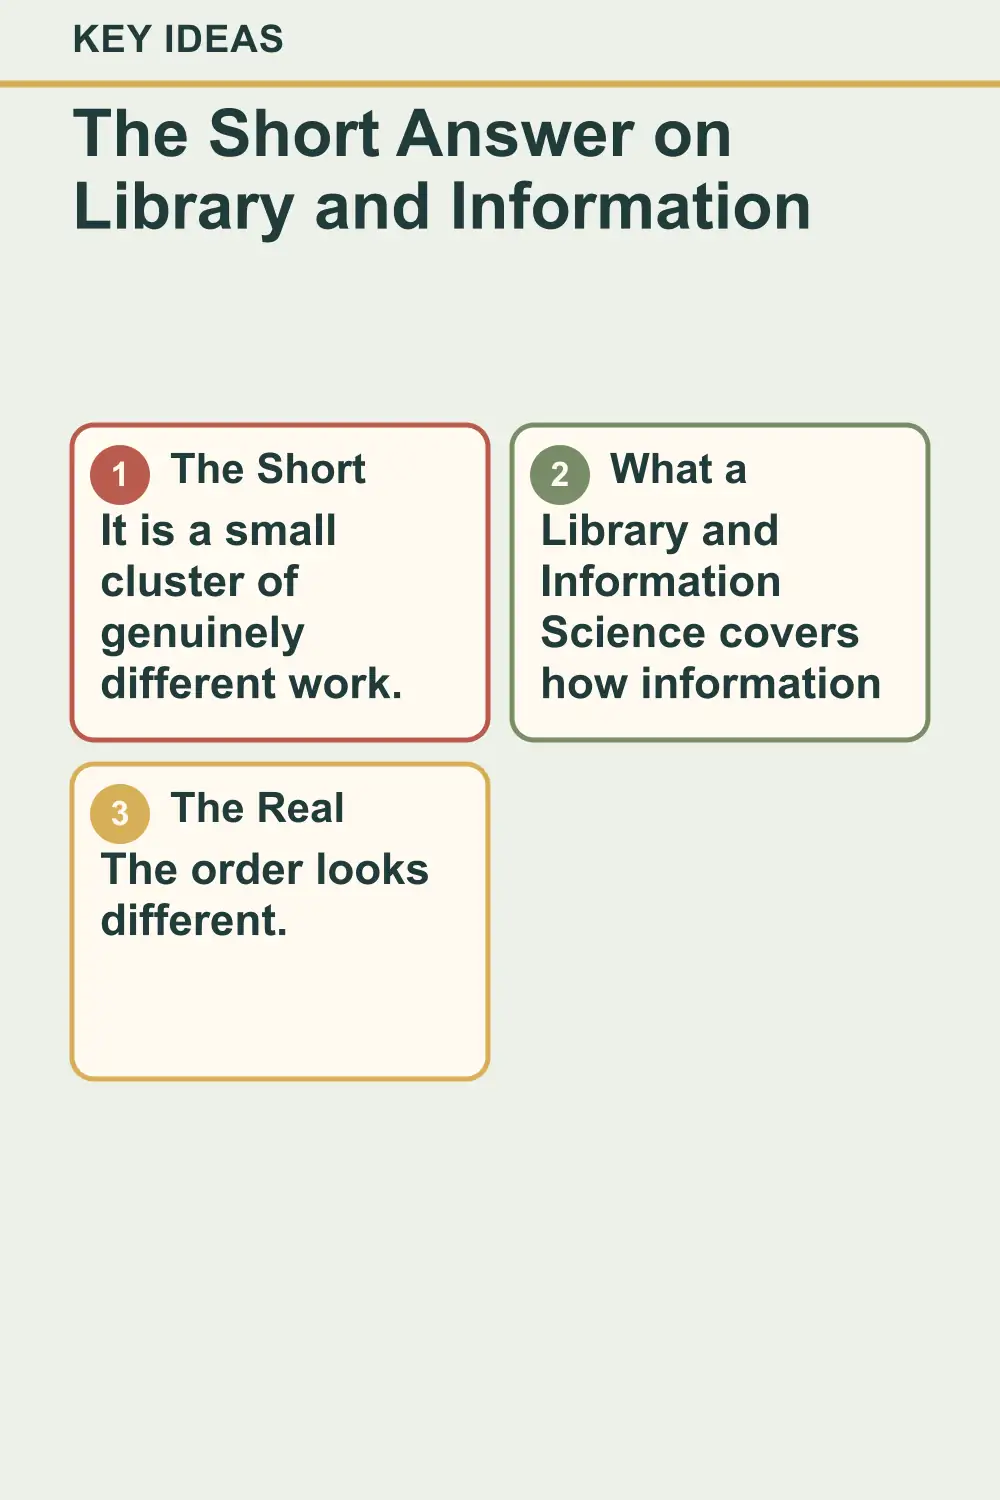 KEY IDEAS
The Short Answer on
Library and Information
1 The Short
It is a small
cluster of
genuinely
different work.
2 What a
Library and
Information
Science covers
how information
3 The Real
The order looks
different.